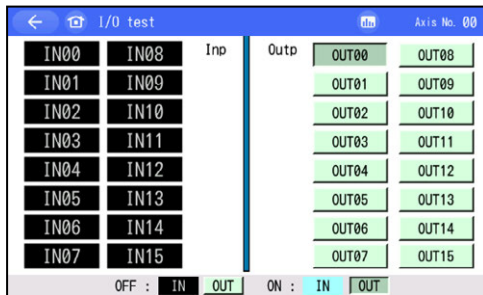 I/O test Axis No. 00
IN00 IN08 Inp Outp OUT00 OUT08
IN01 IN09 OUT01 OUT09
IN02 IN10 OUT02 OUT10
IN03 IN11 OUT03 OUT11
IN04 IN12 OUT04 OUT12
IN05 IN13 OUT05 OUT13
IN06 IN14 OUT06 OUT14
IN07 IN15 OUT07 OUT15
OFF : IN OUT ON : IN OUT